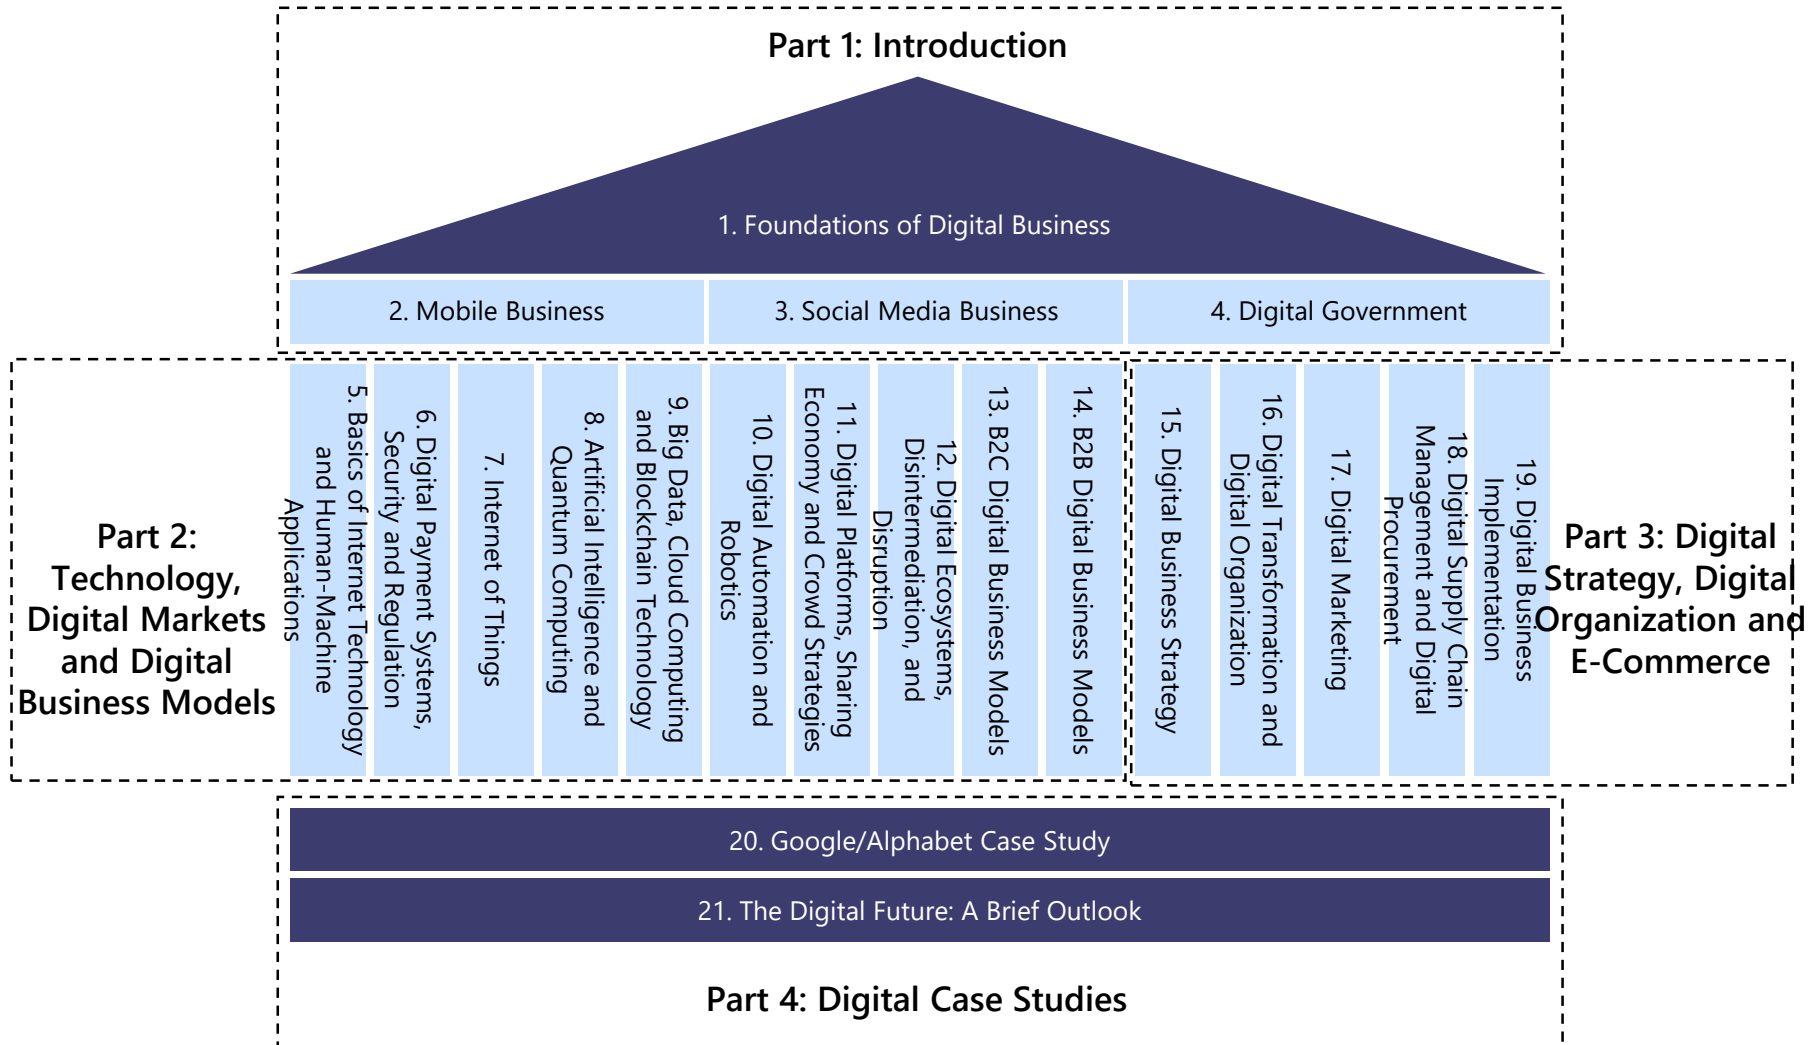 Part 1: Introduction
1. Foundations of Digital Business
2. Mobile Business
3. Social Media Business
4. Digital Government
Part 2:
Technology,
Digital Markets
and Digital
Business Models
5. Basics of Internet Technology
and Human-Machine
Applications
6. Digital Payment Systems,
Security and Regulation
7. Internet of Things
8. Artificial Intelligence and
Quantum Computing
9. Big Data, Cloud Computing
and Blockchain Technology
10. Digital Automation and
Robotics
11. Digital Platforms, Sharing
Economy and Crowd Strategies
12. Digital Ecosystems,
Disintermediation, and
Disruption
13. B2C Digital Business Models
14. B2B Digital Business Models
15. Digital Business Strategy
16. Digital Transformation and
Digital Organization
17. Digital Marketing
18. Digital Supply Chain
Management and Digital
Procurement
19. Digital Business
Implementation
Part 3: Digital
Strategy, Digital
Organization and
E-Commerce
20. Google/Alphabet Case Study
21. The Digital Future: A Brief Outlook
Part 4: Digital Case Studies